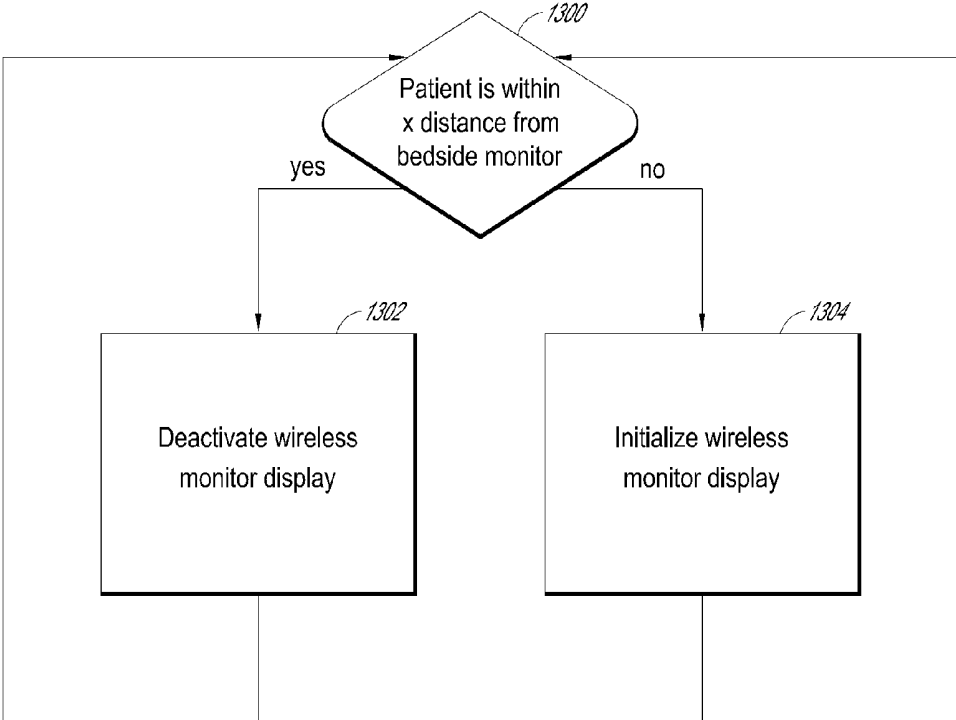 1300
Patient is within
x distance from
bedside monitor
yes
no
1302
1304
Deactivate wireless
monitor display
Initialize wireless
monitor display